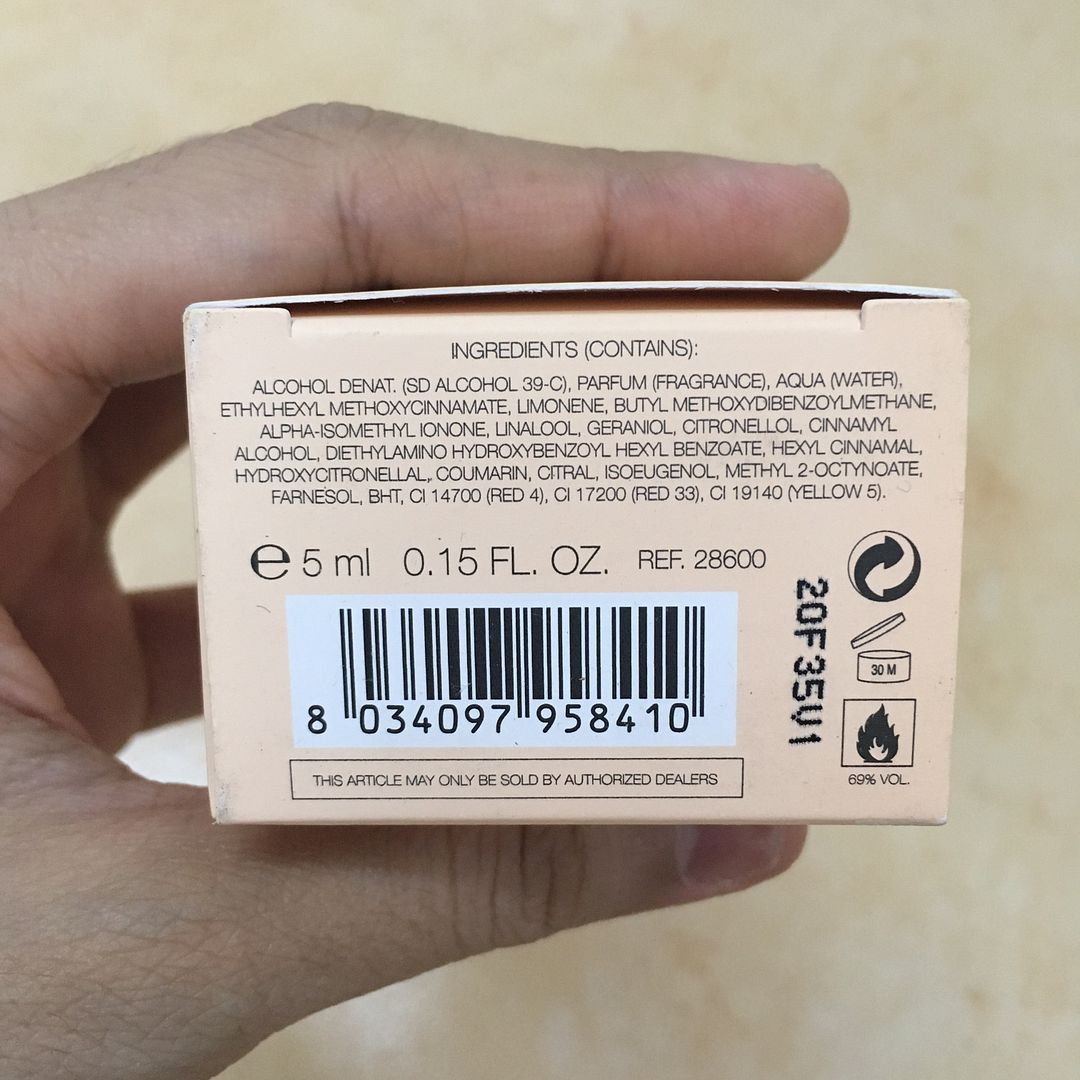 INGREDIENTS (CONTAINS):
ALCOHOL DENAT. (SD ALCOHOL 39-C), PARFUM (FRAGRANCE), AQUA (WATER),
ETHYLHEXYL METHOXYCINNAMATE, LIMONENE, BUTYL METHOXYDIBENZOYLMETHANE,
ALPHA-ISOMETHYL IONONE, LINALOOL, GERANIOL, CITRONELLOL, CINNAMYL
ALCOHOL, DIETHYLAMINO HYDROXYBENZOYL HEXYL BENZOATE, HEXYL CINNAMAL,
HYDROXYCITRONELLAL, COUMARIN, CITRAL, ISOEUGENOL, METHYL 2-OCTYNOATE,
FARNESOL, BHT, CI 14700 (RED 4), CI 17200 (RED 33), CI 19140 (YELLOW 5).
e 5 ml 0.15 FL. OZ. REF. 28600
8 034097 958410
THIS ARTICLE MAY ONLY BE SOLD BY AUTHORIZED DEALERS
20F35U1
30 M
69% VOL.